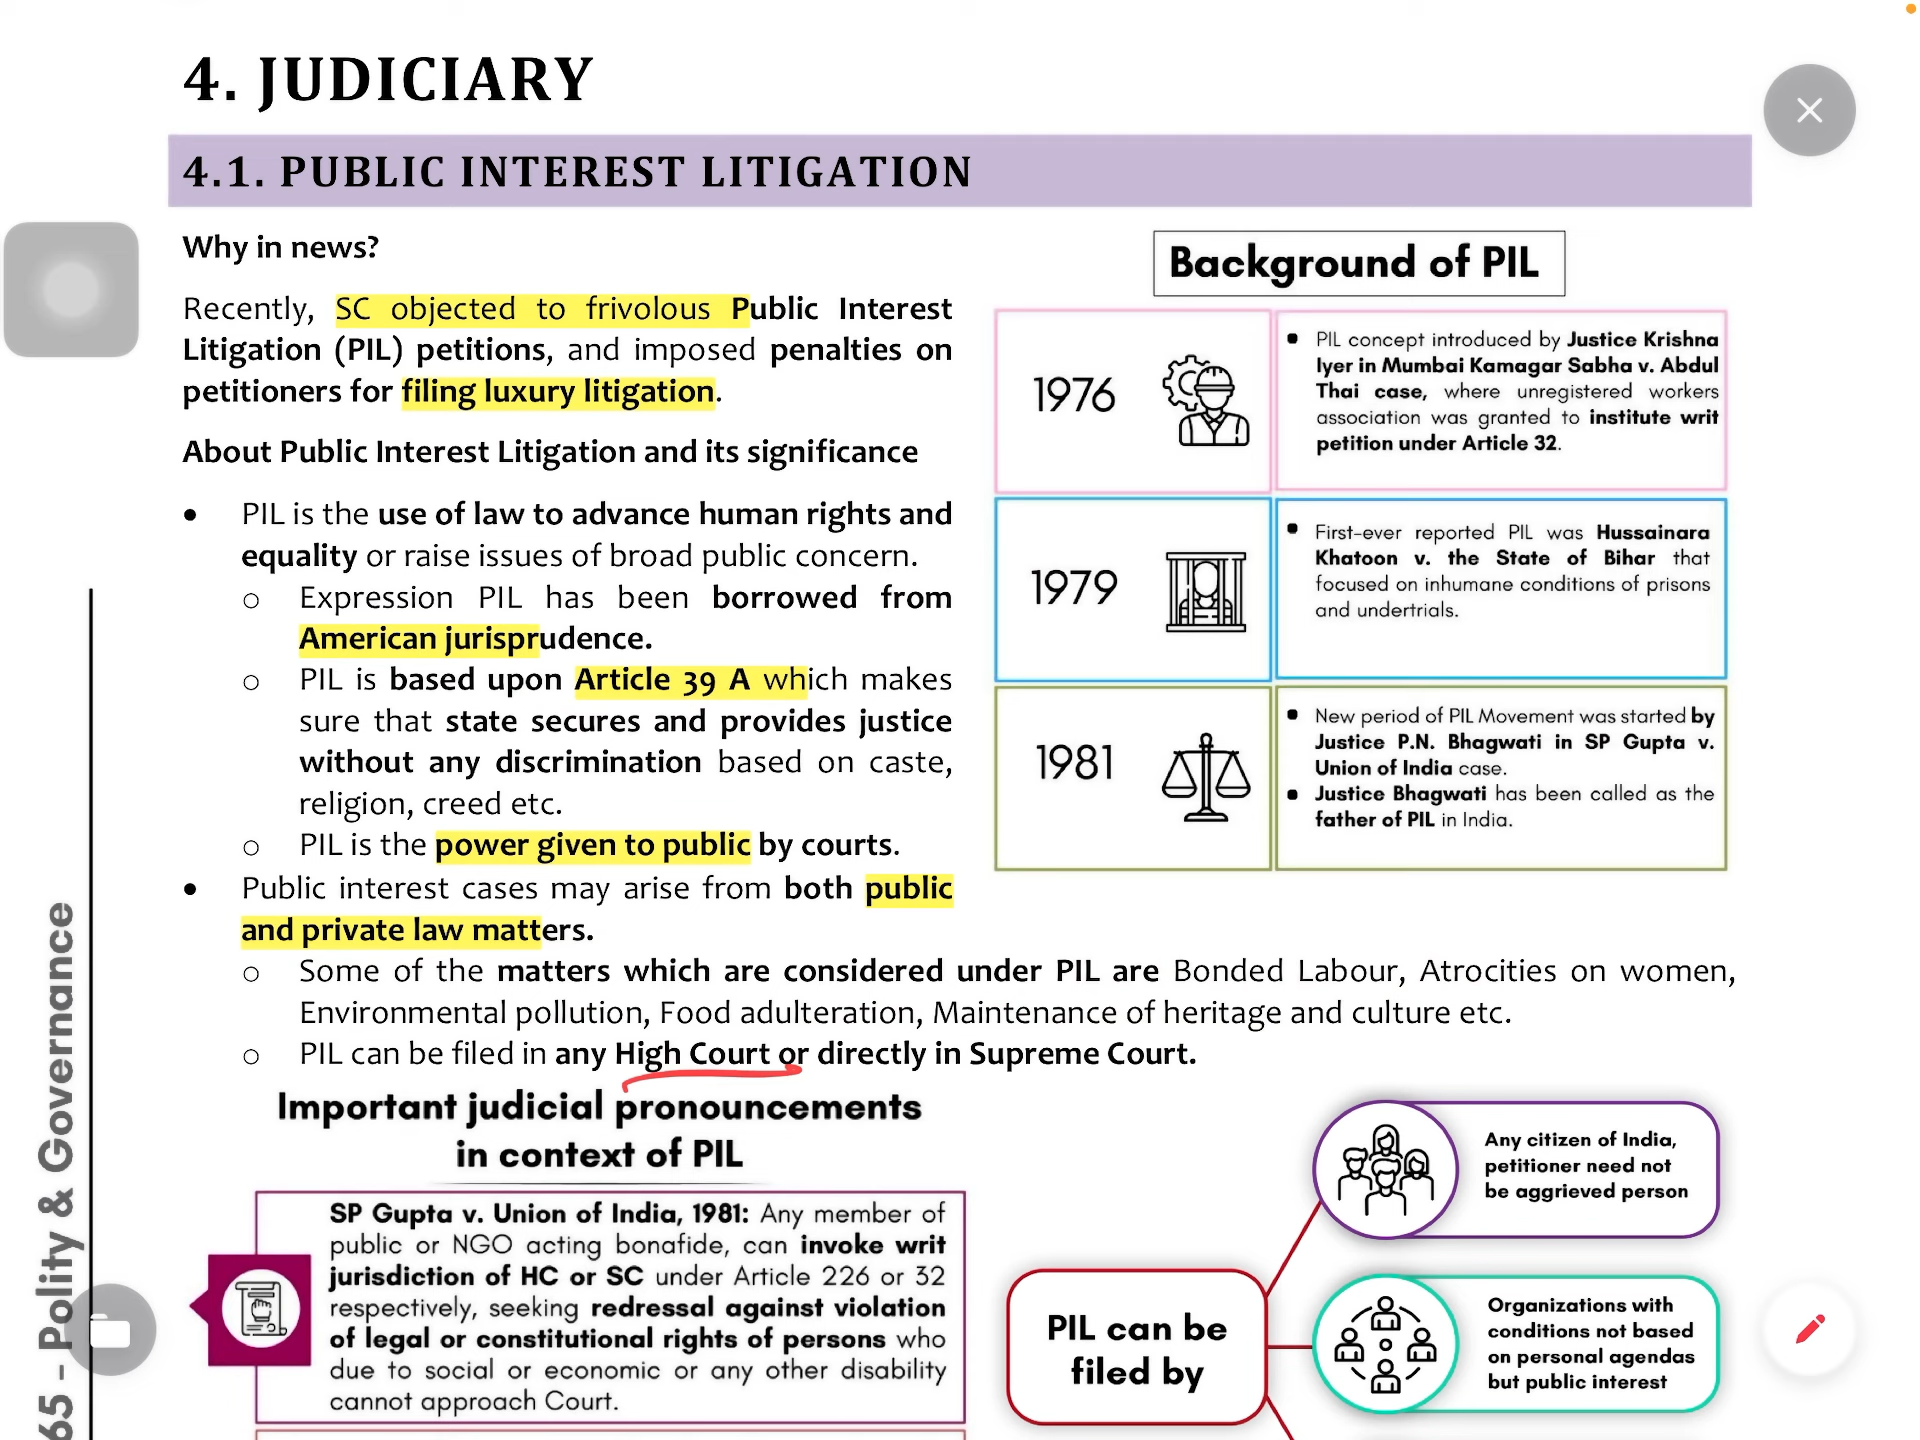 4. JUDICIARY
4.1. PUBLIC INTEREST LITIGATION
Why in news?
Recently, SC objected to frivolous Public Interest
Litigation (PIL) petitions, and imposed penalties on
petitioners for filing luxury litigation.
About Public Interest Litigation and its significance
• PIL is the use of law to advance human rights and
equality or raise issues of broad public concern.
o Expression PIL has been borrowed from
American jurisprudence.
o PIL is based upon Article 39 A which makes
sure that state secures and provides justice
without any discrimination based on caste,
religion, creed etc.
o PIL is the power given to public by courts.
• Public interest cases may arise from both public
and private law matters.
o Some of the matters which are considered under PIL are Bonded Labour, Atrocities on women,
Environmental pollution, Food adulteration, Maintenance of heritage and culture etc.
o PIL can be filed in any High Court or directly in Supreme Court.
Background of PIL
1976
• PIL concept introduced by Justice Krishna
Iyer in Mumbai Kamagar Sabha v. Abdul
Thai case, where unregistered workers
association was granted to institute writ
petition under Article 32.
1979
• First-ever reported PIL was Hussainara
Khatoon v. the State of Bihar that
focused on inhumane conditions of prisons
and undertrials.
1981
• New period of PIL Movement was started by
Justice P.N. Bhagwati in SP Gupta v.
Union of India case.
• Justice Bhagwati has been called as the
father of PIL in India.
Important judicial pronouncements
in context of PIL
SP Gupta v. Union of India, 1981: Any member of
public or NGO acting bonafide, can invoke writ
jurisdiction of HC or SC under Article 226 or 32
respectively, seeking redressal against violation
of legal or constitutional rights of persons who
due to social or economic or any other disability
cannot approach Court.
PIL can be
filed by
Any citizen of India,
petitioner need not
be aggrieved person
Organizations with
conditions not based
on personal agendas
but public interest
65 - Polity & Governance